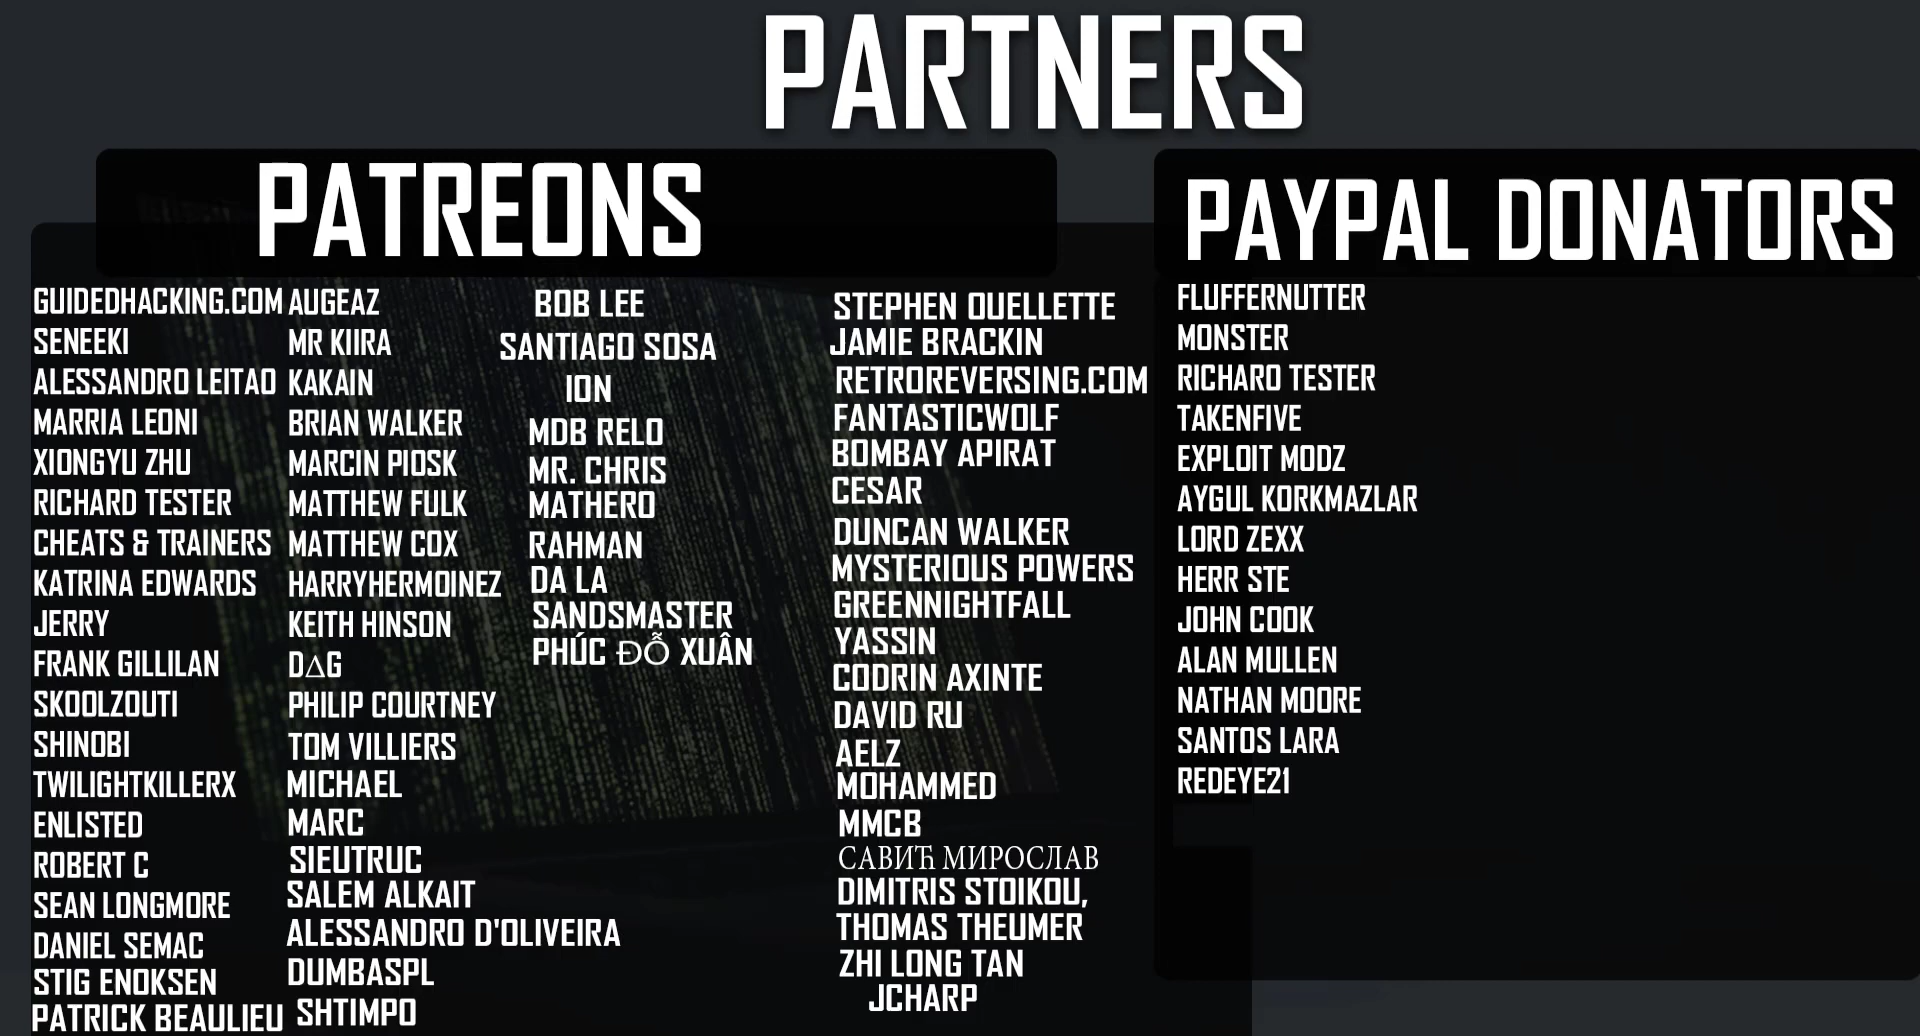 PARTNERS
PATREONS
GUIDEDHACKING.COM
SENEEKI
ALESSANDRO LEITAO
MARRIA LEONI
XIONGYU ZHU
RICHARD TESTER
CHEATS & TRAINERS
KATRINA EDWARDS
JERRY
FRANK GILLILAN
SKOOLZOUTI
SHINOBI
TWILIGHTKILLERX
ENLISTED
ROBERT C
SEAN LONGMORE
DANIEL SEMAC
STIG ENOKSEN
PATRICK BEAULIEU
AUGEAZ
MR KIIRA
KAKAIN
BRIAN WALKER
MARCIN PIOSK
MATTHEW FULK
MATTHEW COX
HARRYHERMOINEZ
KEITH HINSON
D∆G
PHILIP COURTNEY
TOM VILLIERS
MICHAEL
MARC
SIEUTRUC
SALEM ALKAIT
ALESSANDRO D'OLIVEIRA
DUMBASPL
SHTIMPO
BOB LEE
SANTIAGO SOSA
ION
MDB RELO
MR. CHRIS
MATHERO
RAHMAN
DA LA
SANDSMASTER
PHÚC ĐỖ XUÂN
STEPHEN OUELLETTE
JAMIE BRACKIN
RETROREVERSING.COM
FANTASTICWOLF
BOMBAY APIRAT
CESAR
DUNCAN WALKER
MYSTERIOUS POWERS
GREENNIGHTFALL
YASSIN
CODRIN AXINTE
DAVID RU
AELZ
MOHAMMED
MMCB
САВИЋ МИРОСЛАВ
DIMITRIS STOIKOU,
THOMAS THEUMER
ZHI LONG TAN
JCHARP
PAYPAL DONATORS
FLUFFERNUTTER
MONSTER
RICHARD TESTER
TAKENFIVE
EXPLOIT MODZ
AYGUL KORKMAZLAR
LORD ZEXX
HERR STE
JOHN COOK
ALAN MULLEN
NATHAN MOORE
SANTOS LARA
REDEYE21